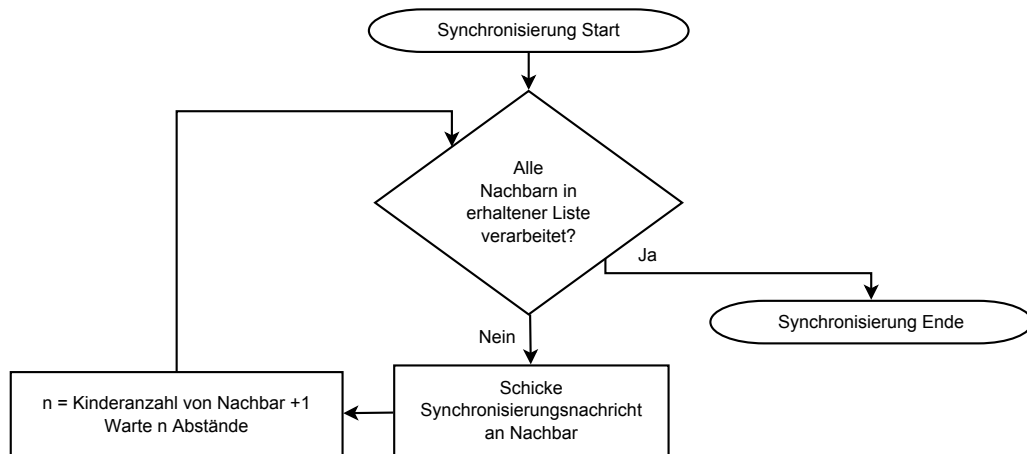 Synchronisierung Start
Alle
Nachbarn in
erhaltener Liste
verarbeitet?
Ja
Synchronisierung Ende
Nein
Schicke
Synchronisierungsnachricht
an Nachbar
n = Kinderanzahl von Nachbar +1
Warte n Abstände